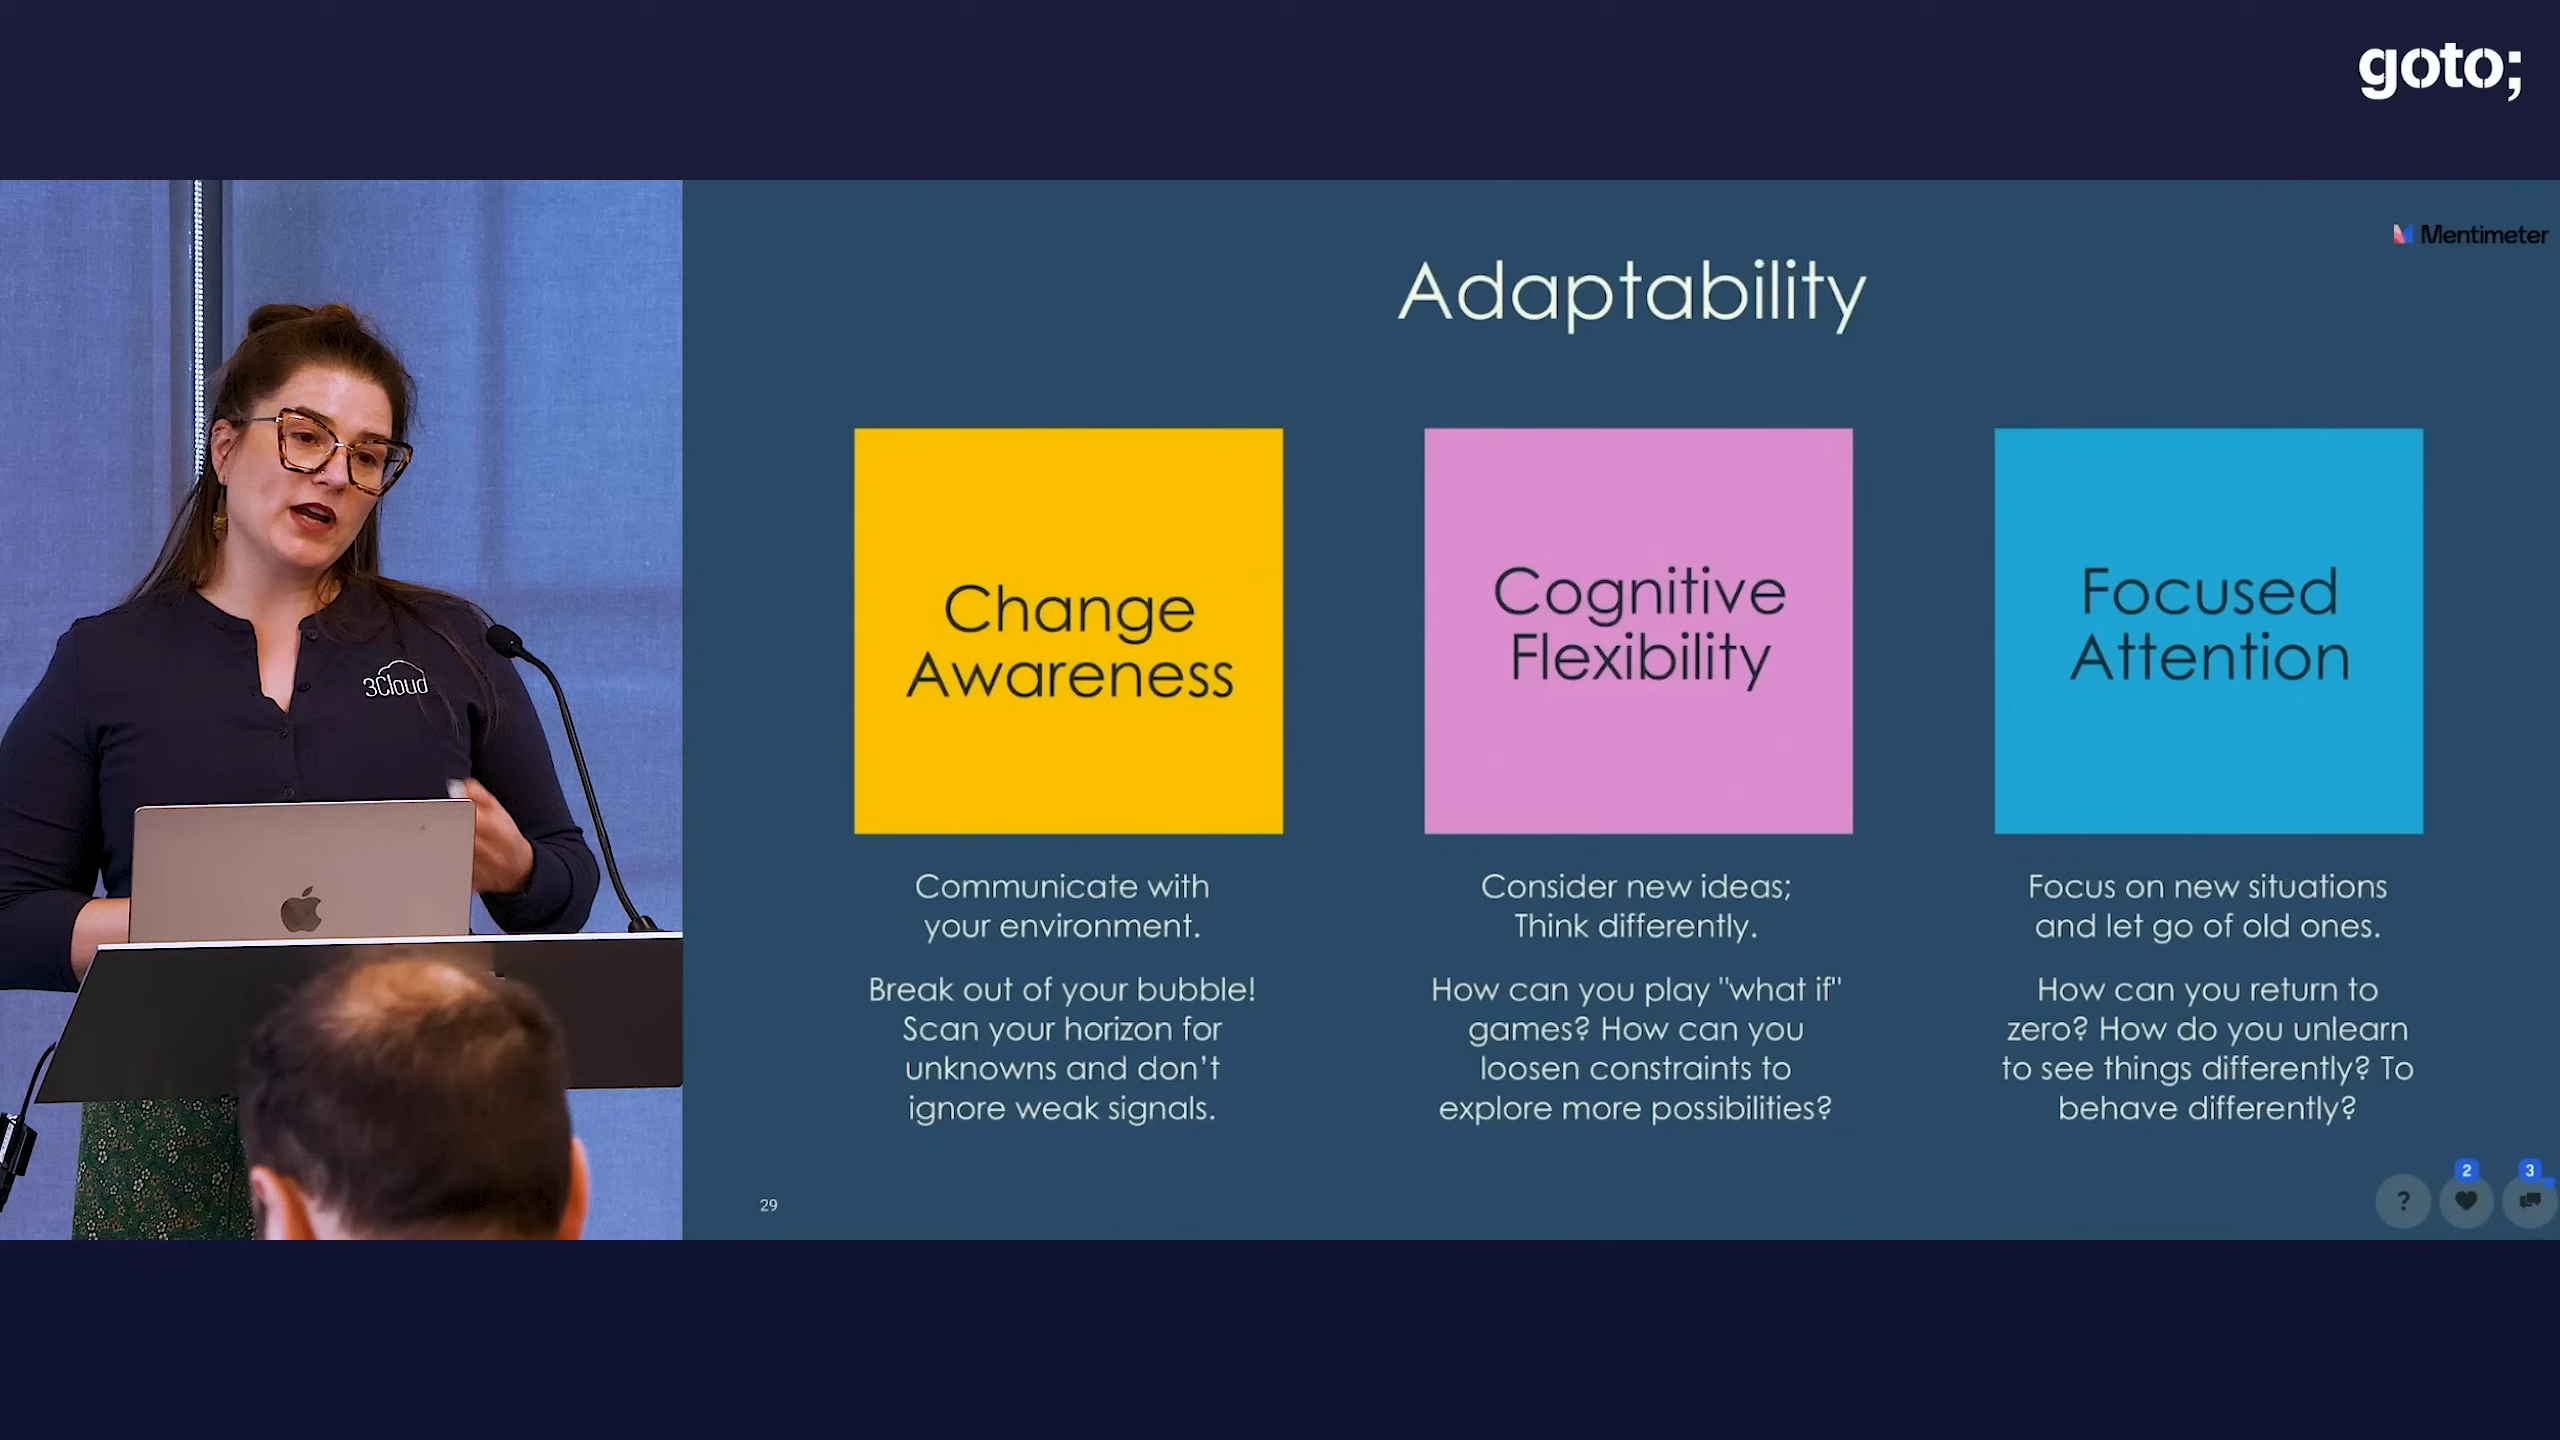 goto;
Mentimeter
Adaptability
Change
Awareness
Cognitive
Flexibility
Focused
Attention
Communicate with
your environment.
Break out of your bubble!
Scan your horizon for
unknowns and don’t
ignore weak signals.
Consider new ideas;
Think differently.
How can you play "what if"
games? How can you
loosen constraints to
explore more possibilities?
Focus on new situations
and let go of old ones.
How can you return to
zero? How do you unlearn
to see things differently? To
behave differently?
3Cloud
29
?
2
3